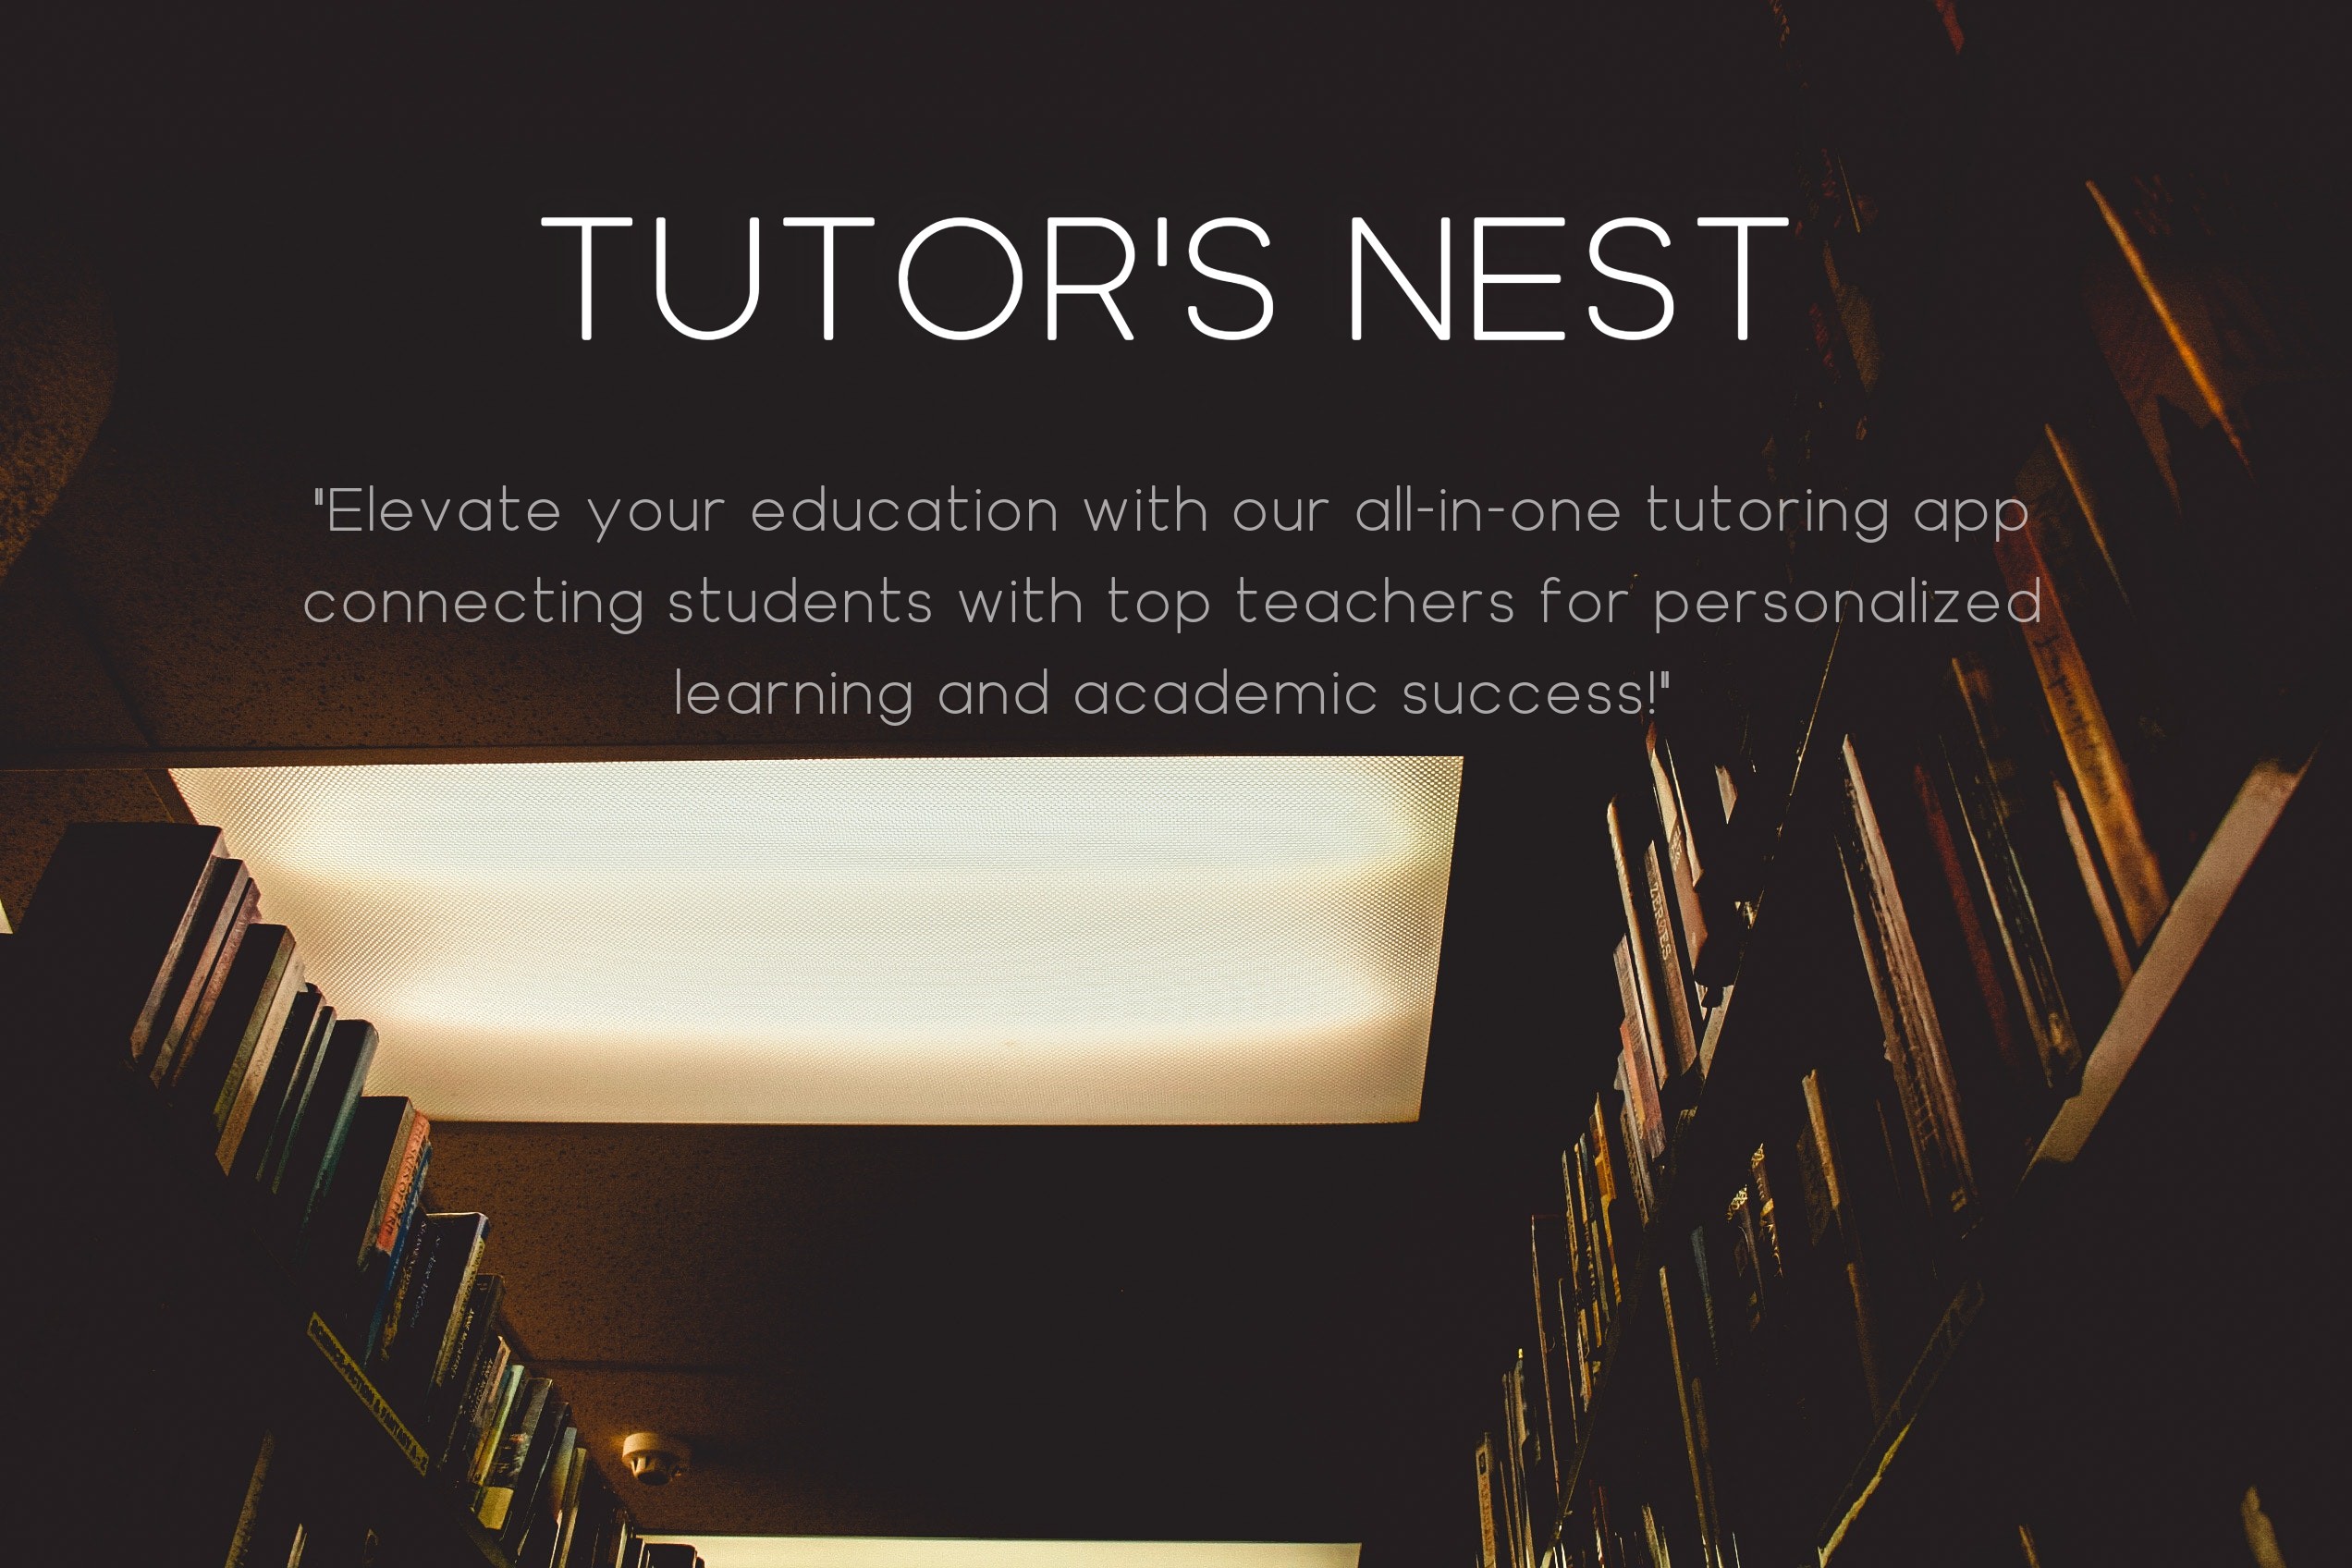 TUTOR'S NEST
"Elevate your education with our all-in-one tutoring app
connecting students with top teachers for personalized
learning and academic success!"